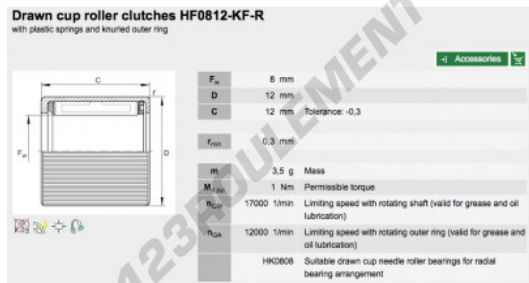 Drawn cup roller clutches HF0812-KF-R
with plastic springs and knurled outer ring
Accessories
C
r
Fw
D
Fw 8 mm
D 12 mm
C 12 mm Tolerance: -0,3
rmin 0,3 mm
m 3,5 g Mass
1 Nm Permissible torque
nGW 17000 1/min Limiting speed with rotating shaft (valid for grease and oil
lubrication)
nGA 12000 1/min Limiting speed with rotating outer ring (valid for grease and
oil lubrication)
HK0808 Suitable drawn cup needle roller bearings for radial
bearing arrangement
123ROULEMENT